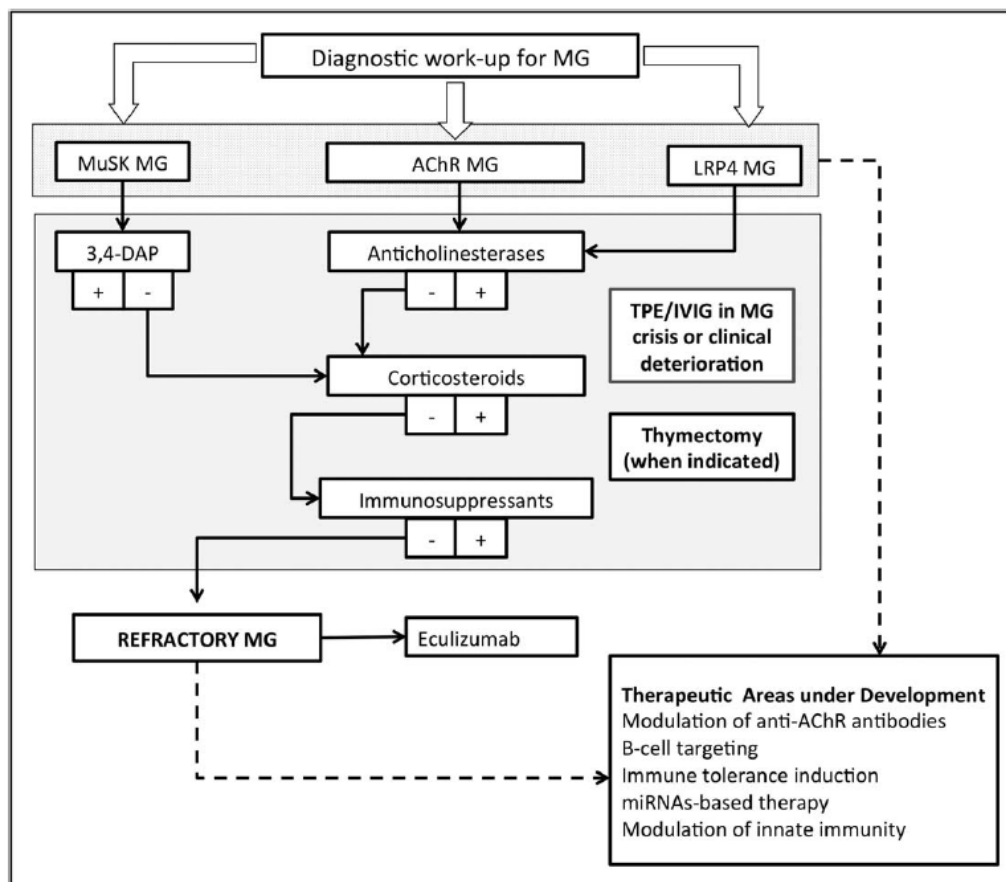 Diagnostic work-up for MG
MuSK MG
AChR MG
LRP4 MG
3,4-DAP
+ -
Anticholinesterases
- +
TPE/IVIG in MG
crisis or clinical
deterioration
Corticosteroids
- +
Thymectomy
(when indicated)
Immunosuppressants
- +
REFRACTORY MG
Eculizumab
Therapeutic Areas under Development
Modulation of anti-AChR antibodies
B-cell targeting
Immune tolerance induction
miRNAs-based therapy
Modulation of innate immunity